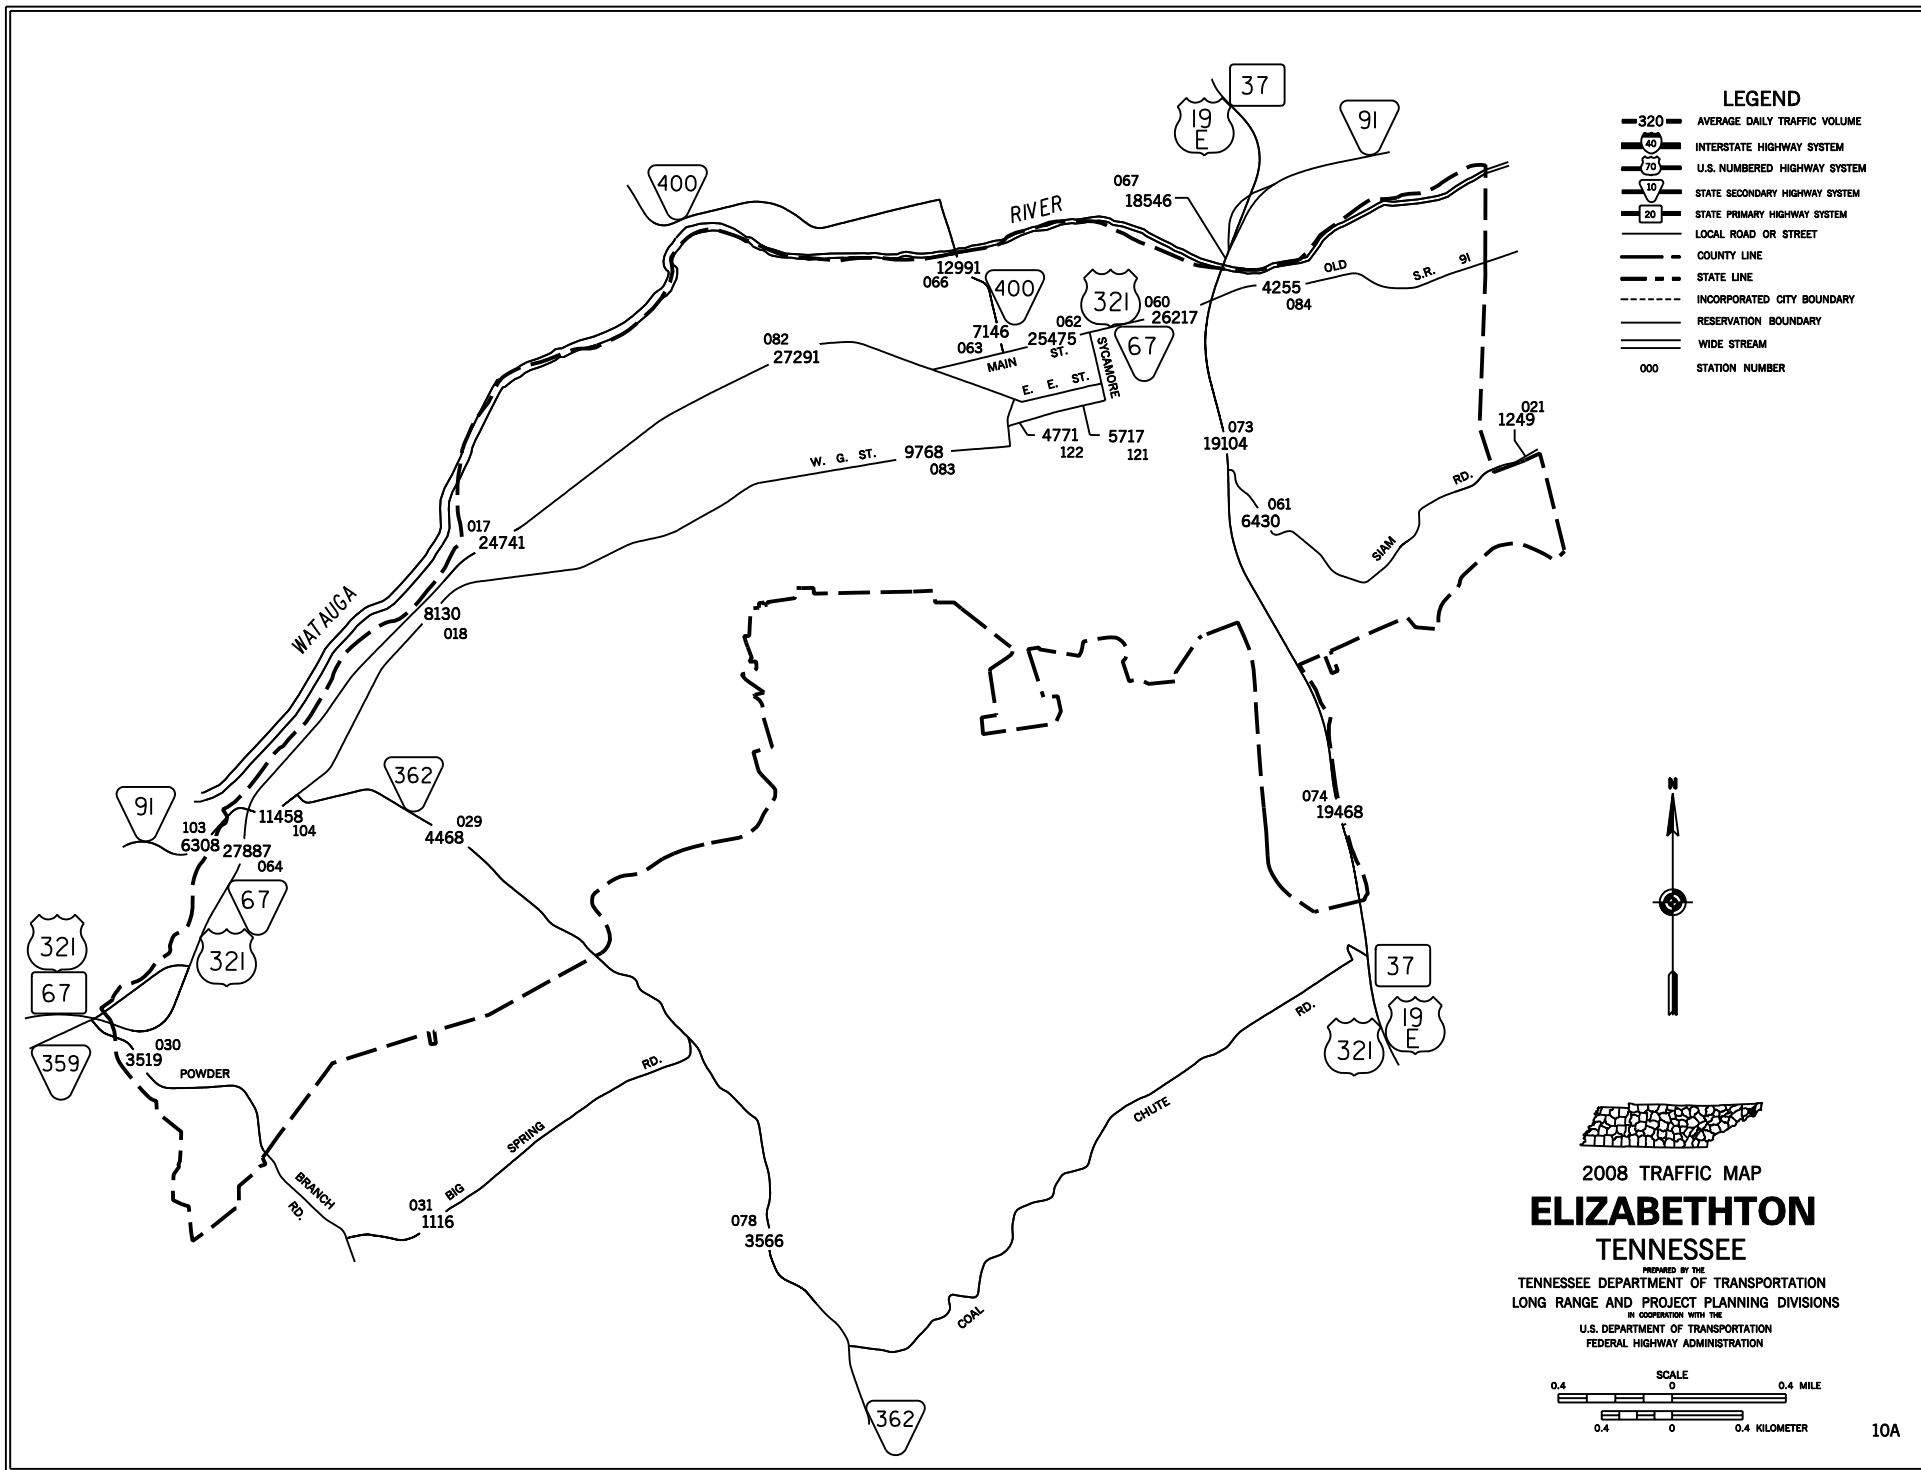 37
19
E
91
400
067
18546
RIVER
12991
066
400
321
060
26217
OLD
S.R. 91
4255
084
7146
063
062
25475
MAIN ST.
67
SYCAMORE
082
27291
E. E. ST.
4771
122
5717
121
W. G. ST.
9768
083
073
19104
021
1249
RD.
SIAM
061
6430
017
24741
WATAUGA
8130
018
362
91
11458
104
103
6308
27887
064
029
4468
074
19468
67
321
321
67
359
030
3519
POWDER
BRANCH
RD.
031
1116
BIG
SPRING
RD.
078
3566
COAL
CHUTE
RD.
37
19
E
321
362
LEGEND
320 AVERAGE DAILY TRAFFIC VOLUME
40 INTERSTATE HIGHWAY SYSTEM
70 U.S. NUMBERED HIGHWAY SYSTEM
10 STATE SECONDARY HIGHWAY SYSTEM
20 STATE PRIMARY HIGHWAY SYSTEM
LOCAL ROAD OR STREET
COUNTY LINE
STATE LINE
INCORPORATED CITY BOUNDARY
RESERVATION BOUNDARY
WIDE STREAM
000 STATION NUMBER
N
2008 TRAFFIC MAP
ELIZABETHTON
TENNESSEE
PREPARED BY THE
TENNESSEE DEPARTMENT OF TRANSPORTATION
LONG RANGE AND PROJECT PLANNING DIVISIONS
IN COOPERATION WITH THE
U.S. DEPARTMENT OF TRANSPORTATION
FEDERAL HIGHWAY ADMINISTRATION
SCALE
0.4 0 0.4 MILE
0.4 0 0.4 KILOMETER
10A